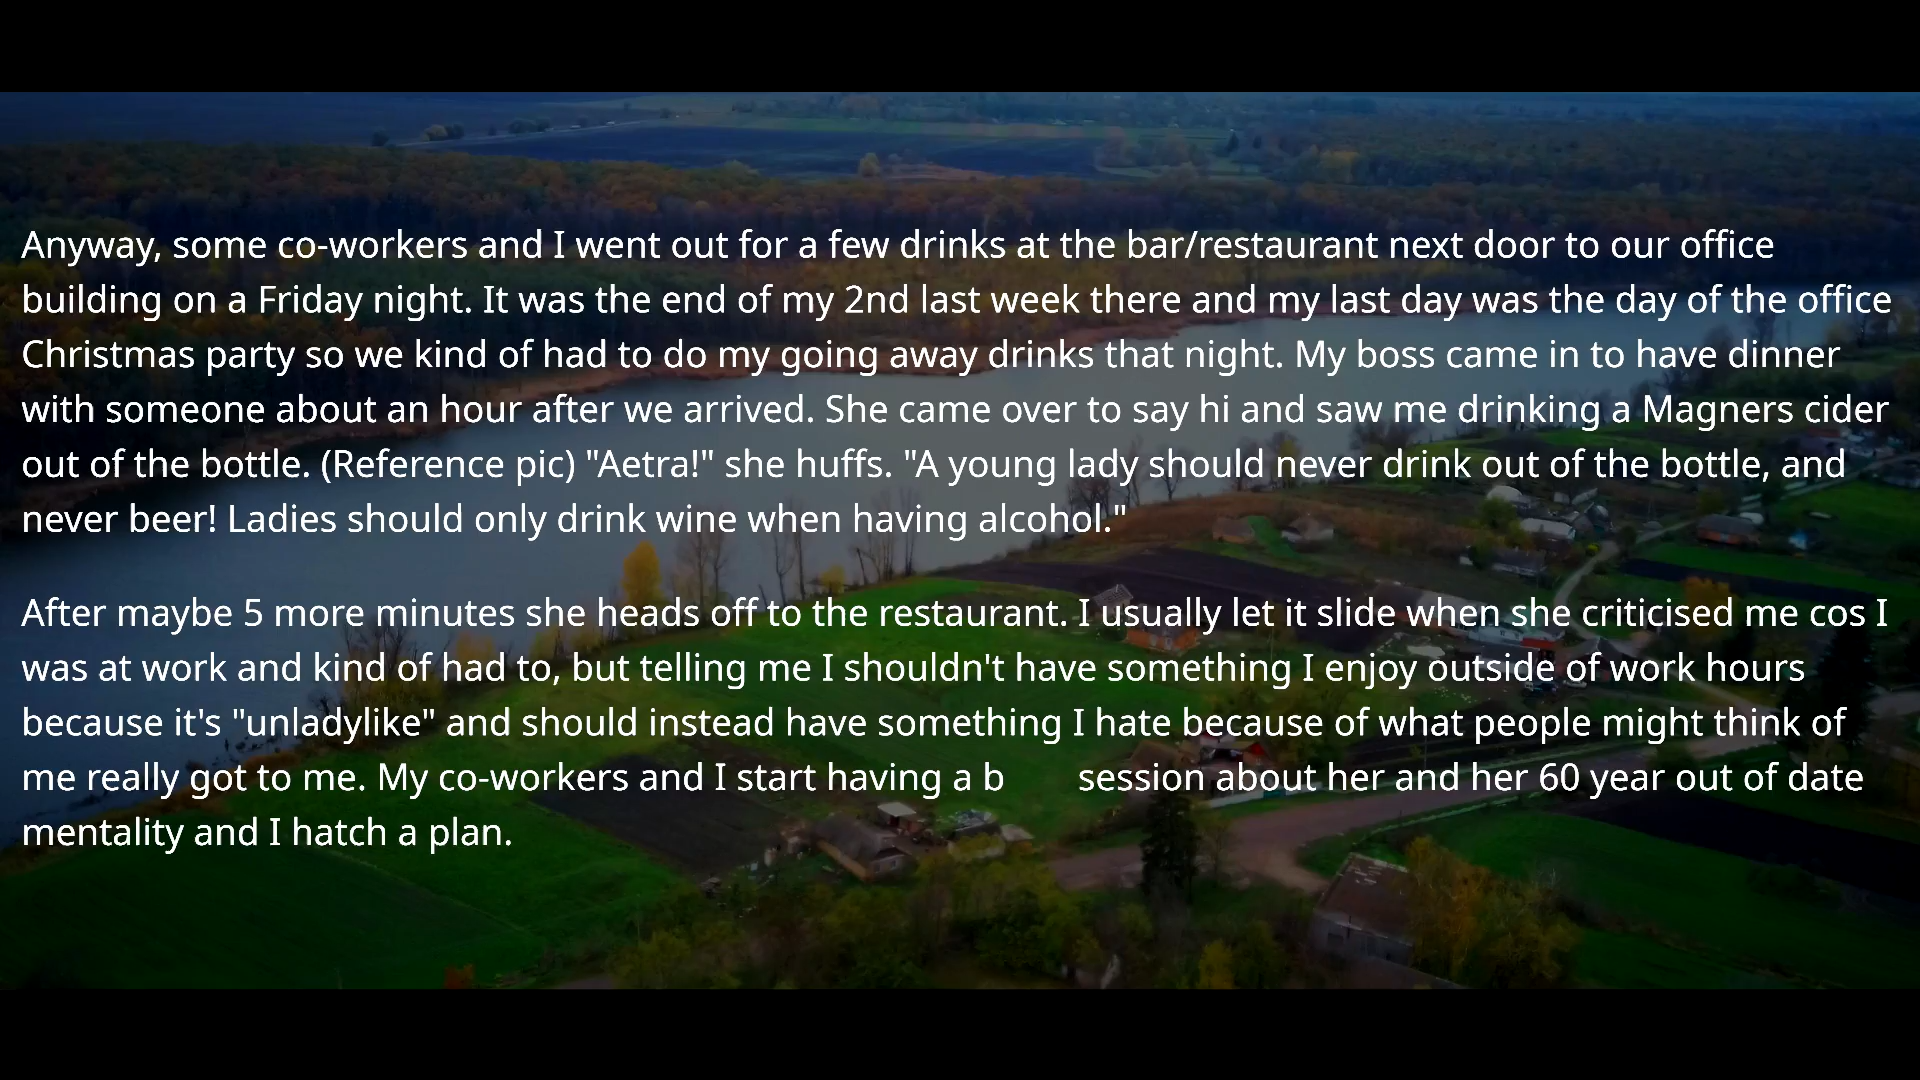 Anyway, some co-workers and I went out for a few drinks at the bar/restaurant next door to our office
building on a Friday night. It was the end of my 2nd last week there and my last day was the day of the office
Christmas party so we kind of had to do my going away drinks that night. My boss came in to have dinner
with someone about an hour after we arrived. She came over to say hi and saw me drinking a Magners cider
out of the bottle. (Reference pic) "Aetra!" she huffs. "A young lady should never drink out of the bottle, and
never beer! Ladies should only drink wine when having alcohol."
After maybe 5 more minutes she heads off to the restaurant. I usually let it slide when she criticised me cos I
was at work and kind of had to, but telling me I shouldn't have something I enjoy outside of work hours
because it's "unladylike" and should instead have something I hate because of what people might think of
me really got to me. My co-workers and I start having a b session about her and her 60 year out of date
mentality and I hatch a plan.